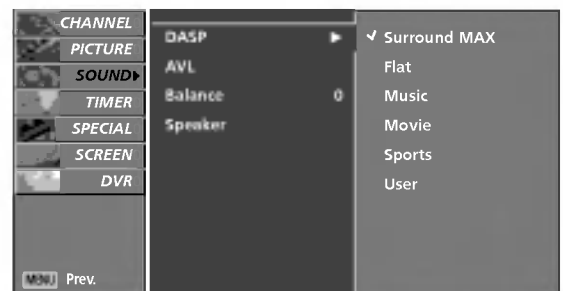 CHANNEL
PICTURE
SOUND
TIMER
SPECIAL
SCREEN
DVR
MENU Prev.
DASP
AVL
Balance 0
Speaker
Surround MAX
Flat
Music
Movie
Sports
User